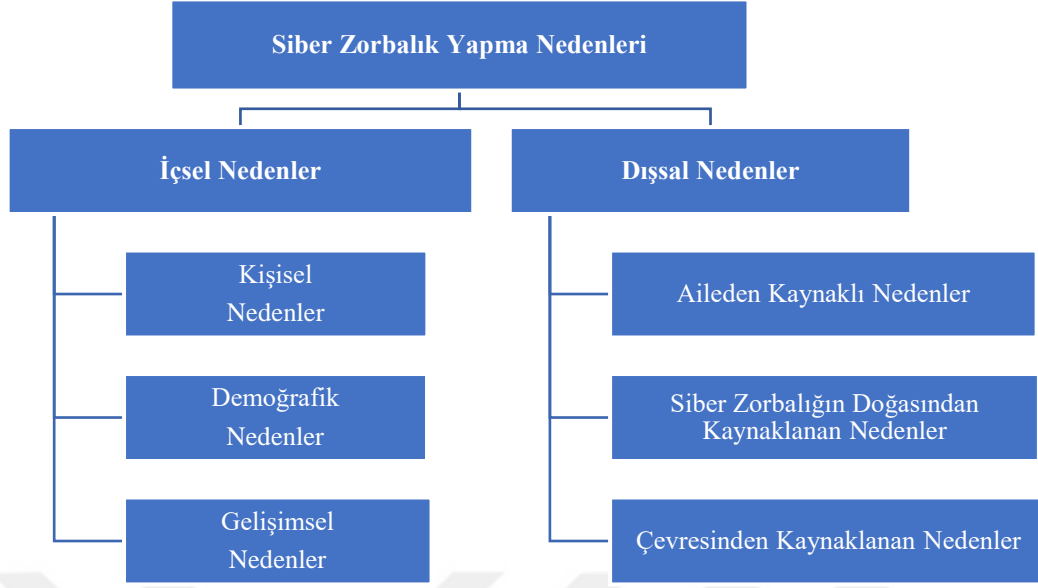 Siber Zorbalık Yapma Nedenleri
İçsel Nedenler
Kişisel
Nedenler
Demoğrafik
Nedenler
Gelişimsel
Nedenler
Dışsal Nedenler
Aileden Kaynaklı Nedenler
Siber Zorbalığın Doğasından
Kaynaklanan Nedenler
Çevresinden Kaynaklanan Nedenler